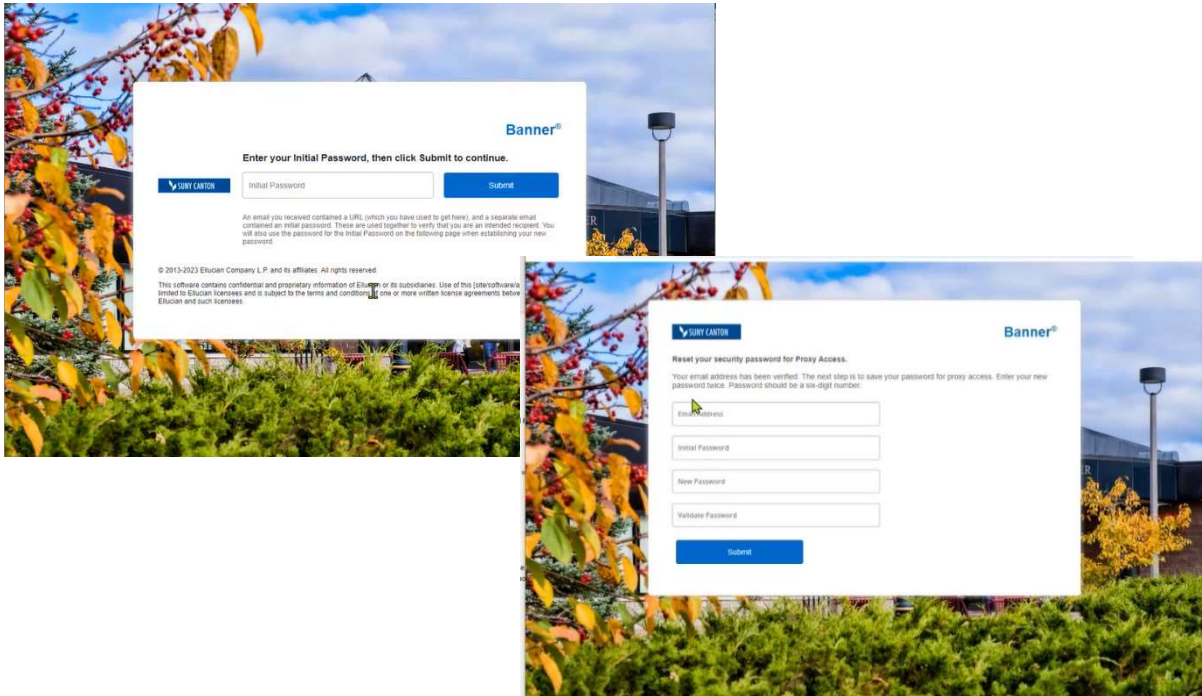 Banner®
Enter your Initial Password, then click Submit to continue.
SUNY CANTON
Initial Password
Submit
An email you received contained a URL (which you have used to get here), and a separate email
contained an initial password. These are used together to verify that you are an intended recipient. You
will also use the password for the Initial Password on the following page when establishing your new
password.
© 2013-2023 Ellucian Company L.P. and its affiliates. All rights reserved.
This software contains confidential and proprietary information of Ellucian or its subsidiaries. Use of this [site/software/a
limited to Ellucian licensees and is subject to the terms and conditions of one or more written license agreements betwe
Ellucian and such licensees.
ER
SUNY CANTON
Banner®
Reset your security password for Proxy Access.
Your email address has been verified. The next step is to save your password for proxy access. Enter your new
password twice. Password should be a six-digit number.
Email Address
Initial Password
New Password
Validate Password
Submit
ER